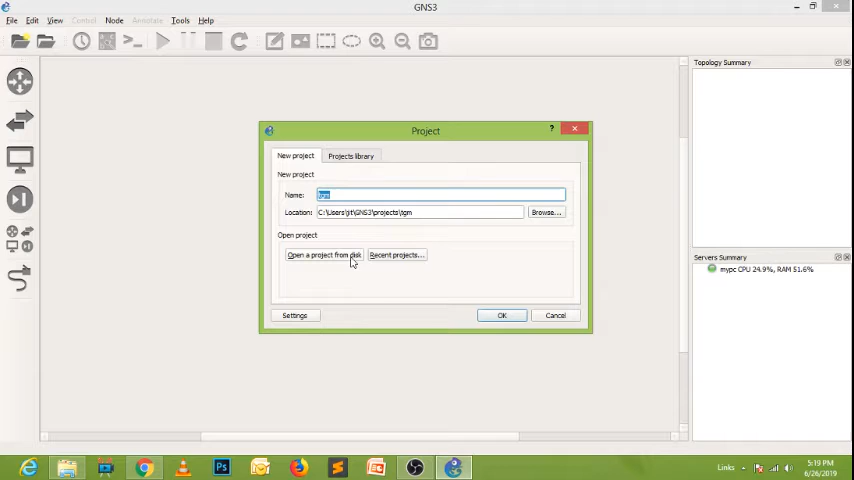 GNS3
File Edit View Control Node Annotate Tools Help
Topology Summary
Project
?
New project Projects library
New project
Name: tgm
Location: C:\Users\jit\GNS3\projects\tgm Browse...
Open project
Open a project from disk Recent projects...
Settings OK Cancel
Servers Summary
mypc CPU 24.9%, RAM 51.6%
Links
5:19 PM
6/26/2019